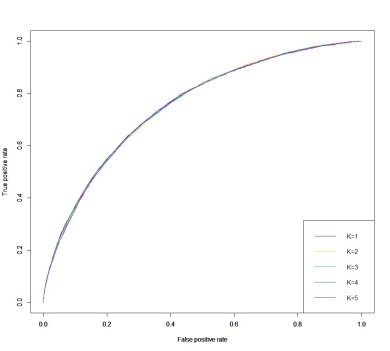 1.0
0.8
0.6
0.4
0.2
0.0
True positive rate
0.0 0.2 0.4 0.6 0.8 1.0
False positive rate
K=1
K=2
K=3
K=4
K=5